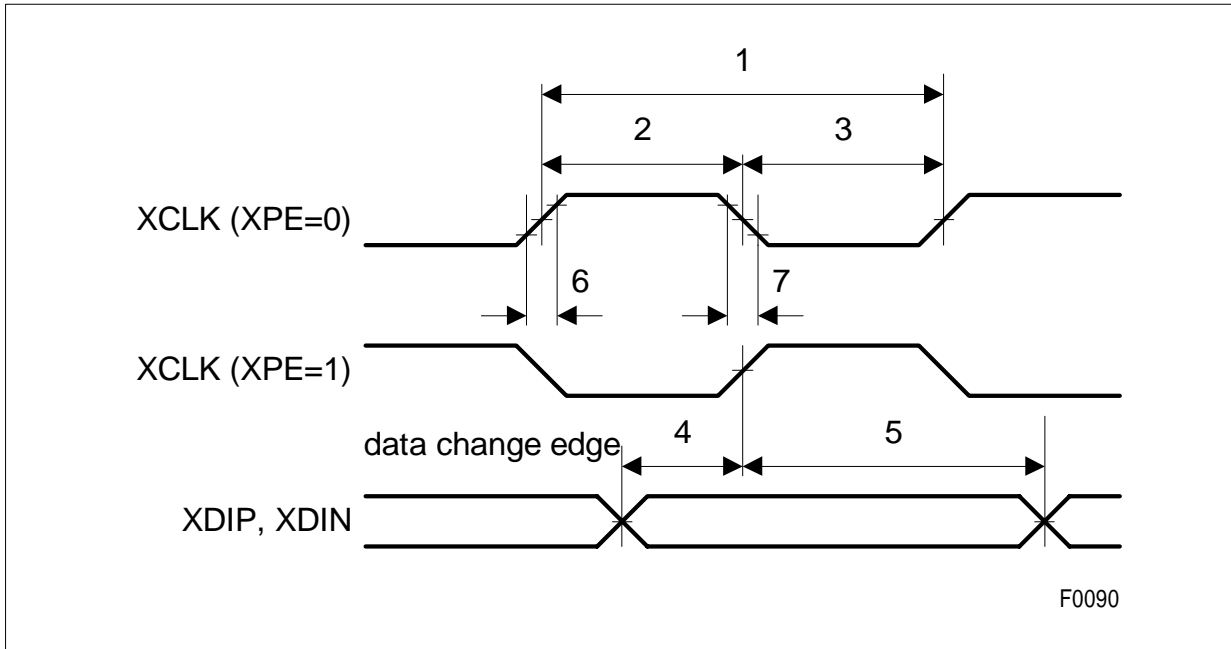 1
2 3
XCLK (XPE=0)
6 7
XCLK (XPE=1)
4 5
data change edge
XDIP, XDIN
F0090